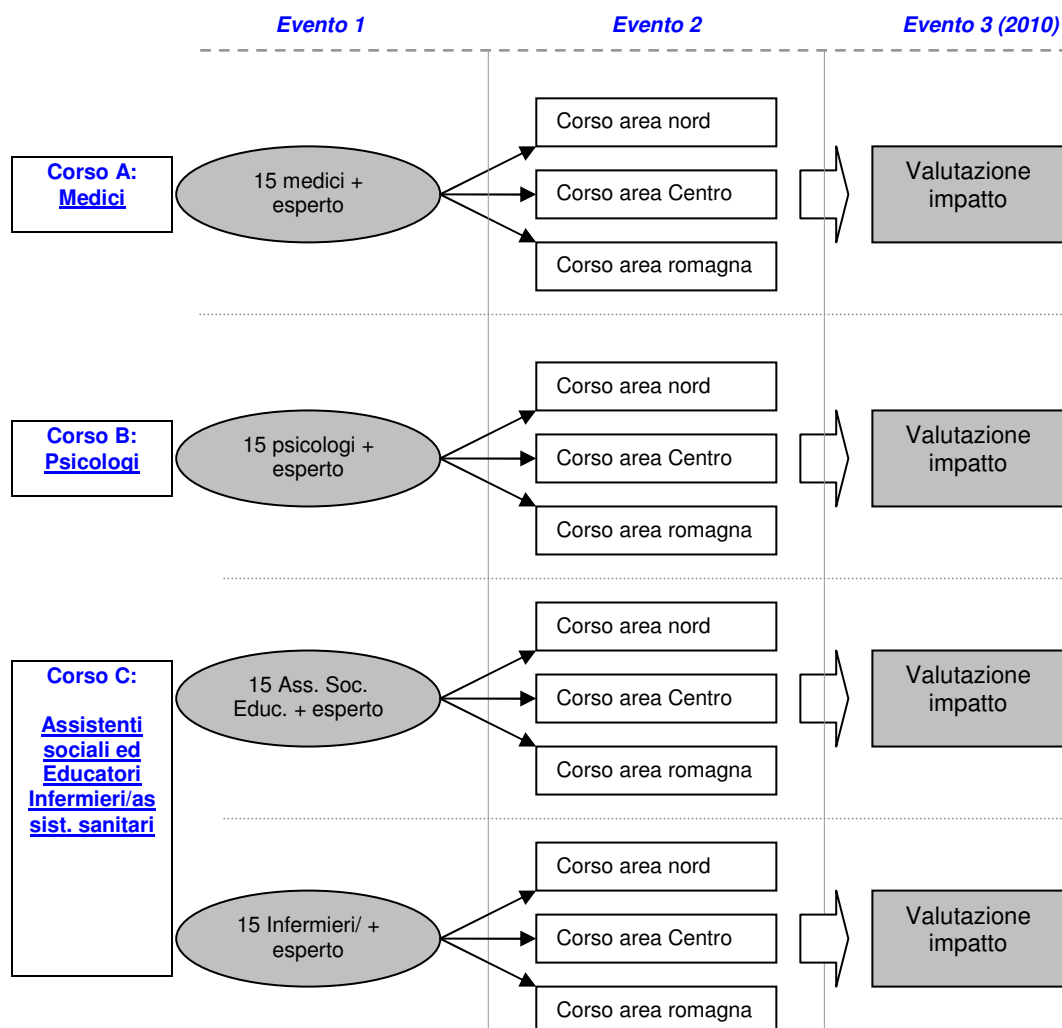 Evento 1
Evento 2
Evento 3 (2010)
Corso A:
Medici
15 medici +
esperto
Corso area nord
Corso area Centro
Corso area romagna
Valutazione
impatto
Corso B:
Psicologi
15 psicologi +
esperto
Corso area nord
Corso area Centro
Corso area romagna
Valutazione
impatto
Corso C:
Assistenti
sociali ed
Educatori
Infermieri/as
sist. sanitari
15 Ass. Soc.
Educ. + esperto
Corso area nord
Corso area Centro
Corso area romagna
Valutazione
impatto
15 Infermieri/ +
esperto
Corso area nord
Corso area Centro
Corso area romagna
Valutazione
impatto